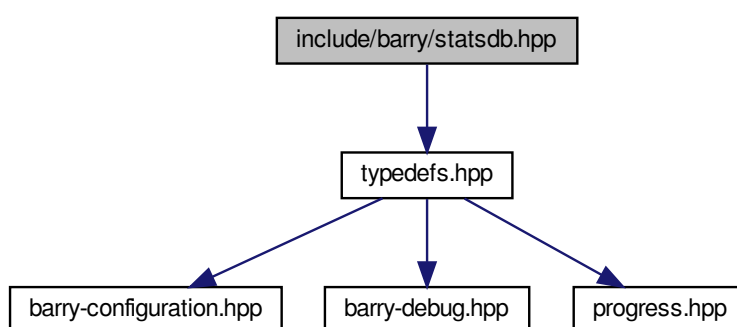 include/barry/statsdb.hpp
typedefs.hpp
barry-configuration.hpp
barry-debug.hpp
progress.hpp